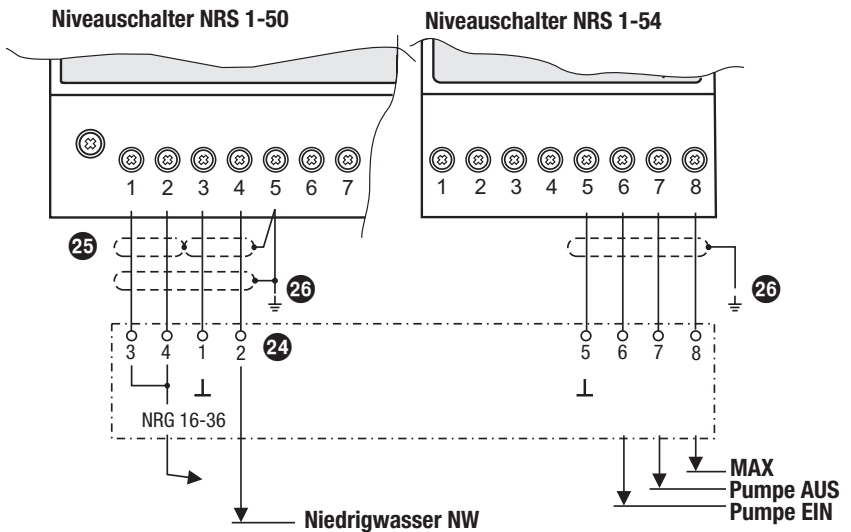 Niveauschalter NRS 1-50
Niveauschalter NRS 1-54
1 2 3 4 5 6 7
1 2 3 4 5 6 7 8
25
26
26
3 4 1 2
24
5 6 7 8
NRG 16-36
MAX
Pumpe AUS
Pumpe EIN
Niedrigwasser NW